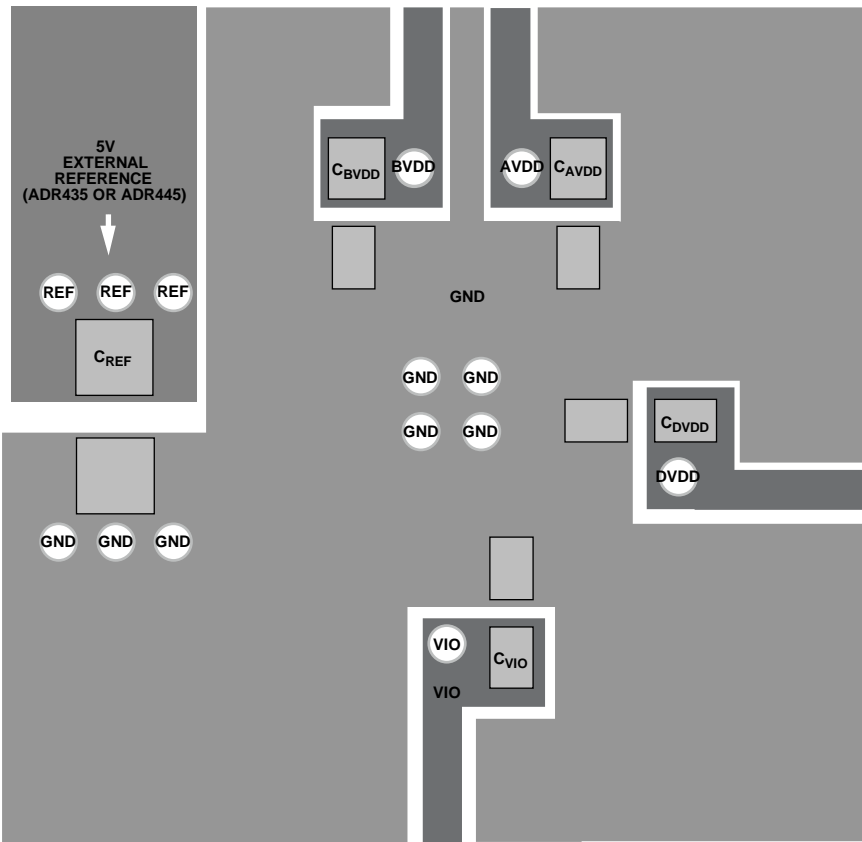 5V
EXTERNAL
REFERENCE
(ADR435 OR ADR445)
CBVDD BVDD AVDD CAVDD
REF REF REF
GND
CREF
GND GND
GND GND
CDVDD
DVDD
GND GND GND
VIO
CVIO
VIO